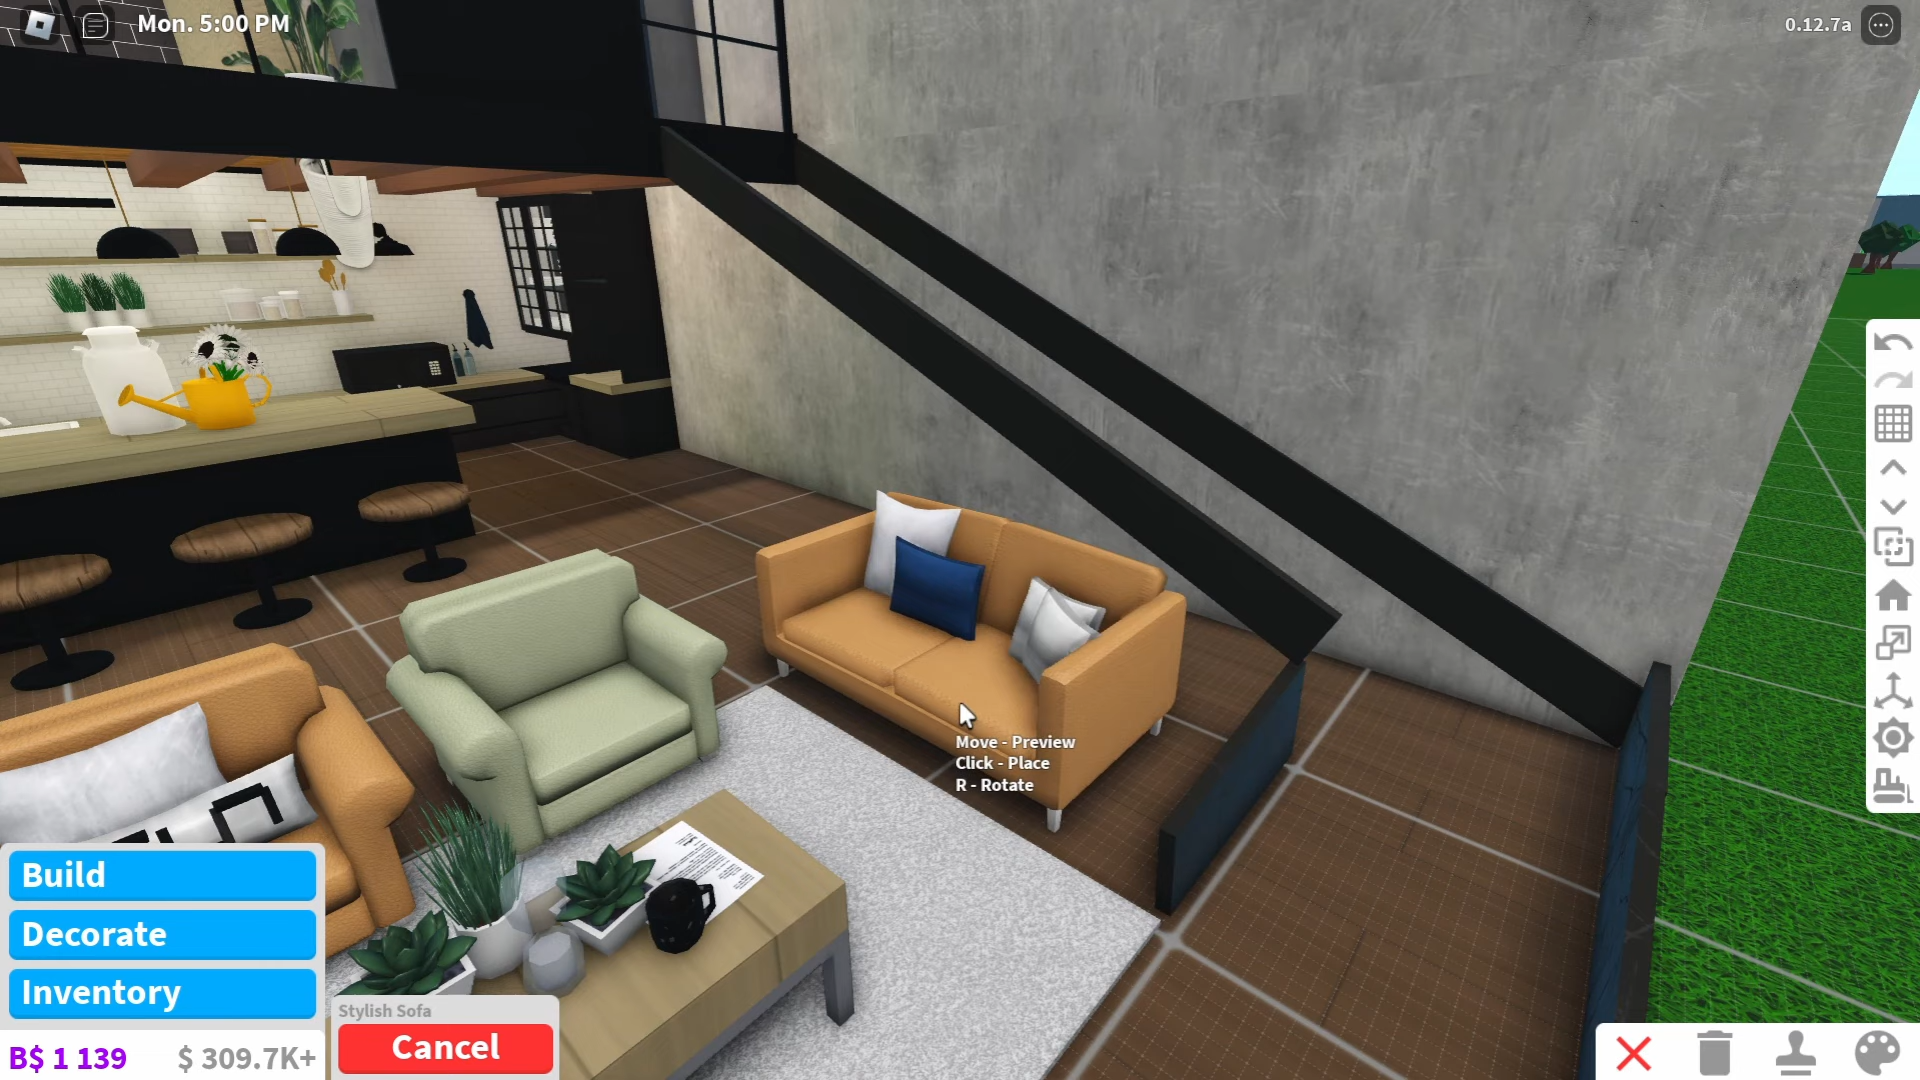 Mon. 5:00 PM
0.12.7a
Move - Preview
Click - Place
R - Rotate
Build
Decorate
Inventory
Stylish Sofa
Cancel
B$ 1 139
$ 309.7K+